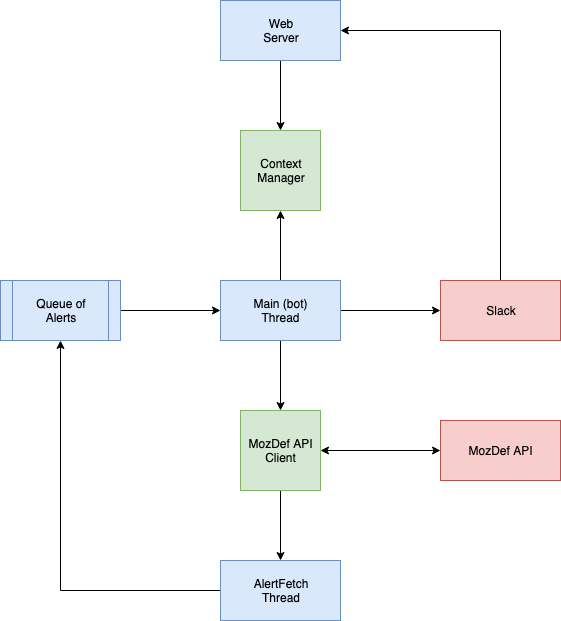 Web
Server
Context
Manager
Queue of
Alerts
Main (bot)
Thread
Slack
MozDef API
Client
MozDef API
AlertFetch
Thread